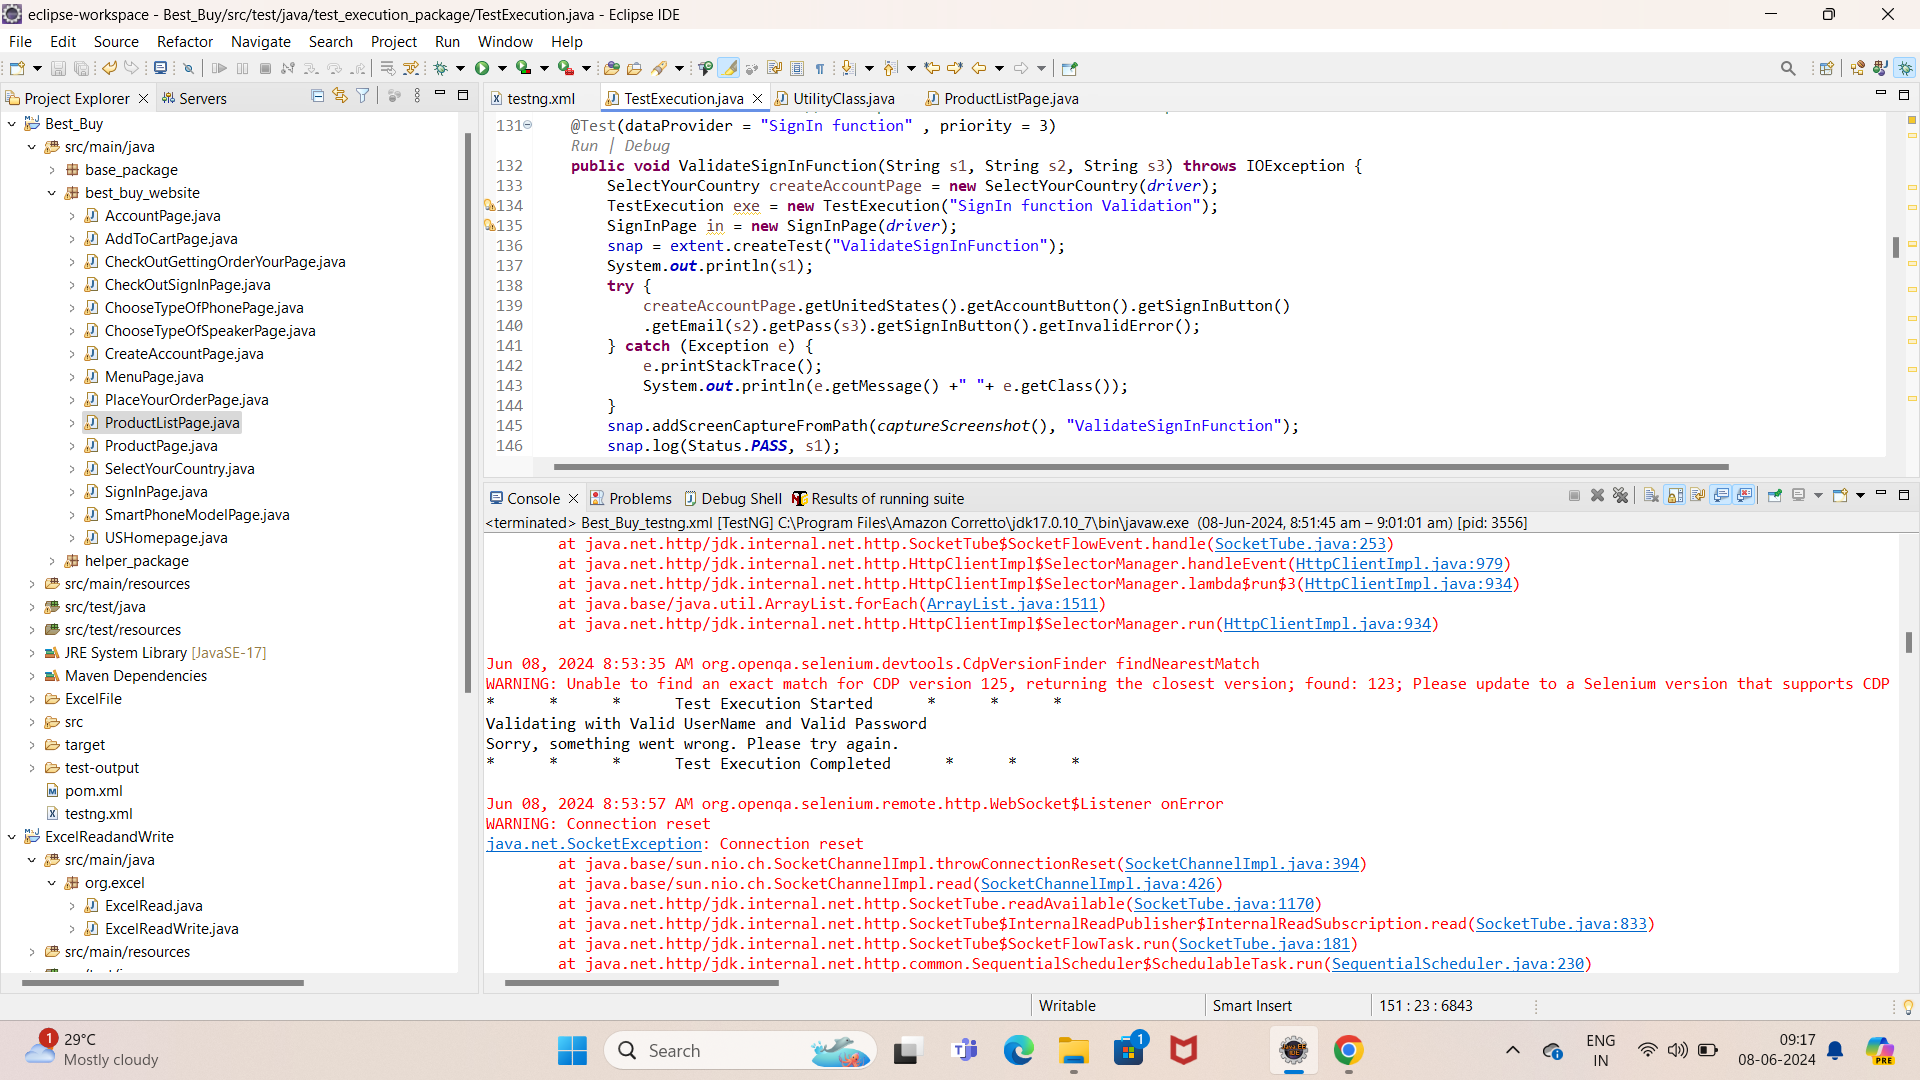 eclipse-workspace - Best_Buy/src/test/java/test_execution_package/TestExecution.java - Eclipse IDE
File Edit Source Refactor Navigate Search Project Run Window Help
Project Explorer Servers
Best_Buy
src/main/java
base_package
best_buy_website
AccountPage.java
AddToCartPage.java
CheckOutGettingOrderYourPage.java
CheckOutSignInPage.java
ChooseTypeOfPhonePage.java
ChooseTypeOfSpeakerPage.java
CreateAccountPage.java
MenuPage.java
PlaceYourOrderPage.java
ProductListPage.java
ProductPage.java
SelectYourCountry.java
SignInPage.java
SmartPhoneModelPage.java
USHomepage.java
helper_package
src/main/resources
src/test/java
src/test/resources
JRE System Library [JavaSE-17]
Maven Dependencies
ExcelFile
src
target
test-output
pom.xml
testng.xml
ExcelReadandWrite
src/main/java
org.excel
ExcelRead.java
ExcelReadWrite.java
src/main/resources
testng.xml TestExecution.java UtilityClass.java ProductListPage.java
131 @Test(dataProvider = "SignIn function" , priority = 3)
Run | Debug
132 public void ValidateSignInFunction(String s1, String s2, String s3) throws IOException {
133 SelectYourCountry createAccountPage = new SelectYourCountry(driver);
134 TestExecution exe = new TestExecution("SignIn function Validation");
135 SignInPage in = new SignInPage(driver);
136 snap = extent.createTest("ValidateSignInFunction");
137 System.out.println(s1);
138 try {
139 createAccountPage.getUnitedStates().getAccountButton().getSignInButton()
140 .getEmail(s2).getPass(s3).getSignInButton().getInvalidError();
141 } catch (Exception e) {
142 e.printStackTrace();
143 System.out.println(e.getMessage() +" "+ e.getClass());
144 }
145 snap.addScreenCaptureFromPath(captureScreenshot(), "ValidateSignInFunction");
146 snap.log(Status.PASS, s1);
Console Problems Debug Shell Results of running suite
<terminated> Best_Buy_testng.xml [TestNG] C:\Program Files\Amazon Corretto\jdk17.0.10_7\bin\javaw.exe (08-Jun-2024, 8:51:45 am – 9:01:01 am) [pid: 3556]
at java.net.http/jdk.internal.net.http.SocketTube$SocketFlowEvent.handle(SocketTube.java:253)
at java.net.http/jdk.internal.net.http.HttpClientImpl$SelectorManager.handleEvent(HttpClientImpl.java:979)
at java.net.http/jdk.internal.net.http.HttpClientImpl$SelectorManager.lambda$run$3(HttpClientImpl.java:934)
at java.base/java.util.ArrayList.forEach(ArrayList.java:1511)
at java.net.http/jdk.internal.net.http.HttpClientImpl$SelectorManager.run(HttpClientImpl.java:934)
Jun 08, 2024 8:53:35 AM org.openqa.selenium.devtools.CdpVersionFinder findNearestMatch
WARNING: Unable to find an exact match for CDP version 125, returning the closest version; found: 123; Please update to a Selenium version that supports CDP
* * * Test Execution Started * * *
Validating with Valid UserName and Valid Password
Sorry, something went wrong. Please try again.
* * * Test Execution Completed * * *
Jun 08, 2024 8:53:57 AM org.openqa.selenium.remote.http.WebSocket$Listener onError
WARNING: Connection reset
java.net.SocketException: Connection reset
at java.base/sun.nio.ch.SocketChannelImpl.throwConnectionReset(SocketChannelImpl.java:394)
at java.base/sun.nio.ch.SocketChannelImpl.read(SocketChannelImpl.java:426)
at java.net.http/jdk.internal.net.http.SocketTube.readAvailable(SocketTube.java:1170)
at java.net.http/jdk.internal.net.http.SocketTube$InternalReadPublisher$InternalReadSubscription.read(SocketTube.java:833)
at java.net.http/jdk.internal.net.http.SocketTube$SocketFlowTask.run(SocketTube.java:181)
at java.net.http/jdk.internal.net.http.common.SequentialScheduler$SchedulableTask.run(SequentialScheduler.java:230)
Writable Smart Insert 151 : 23 : 6843
1
29°C
Mostly cloudy
Search
1
ENG
IN
09:17
08-06-2024
PRE